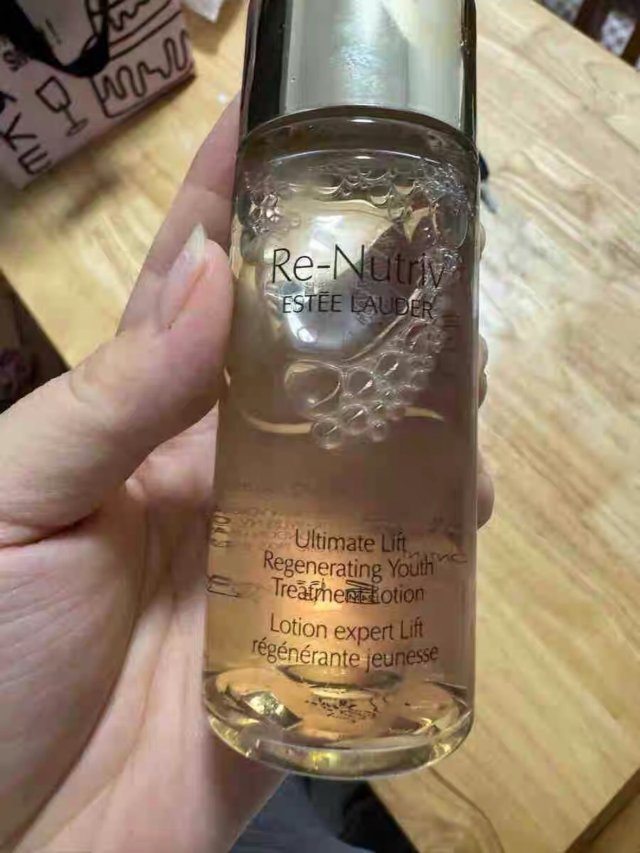 Re-Nutriv
ESTĒE LAUDER
Ultimate Lift
Regenerating Youth
Treatment Lotion
Lotion expert Lift
régénérante jeunesse